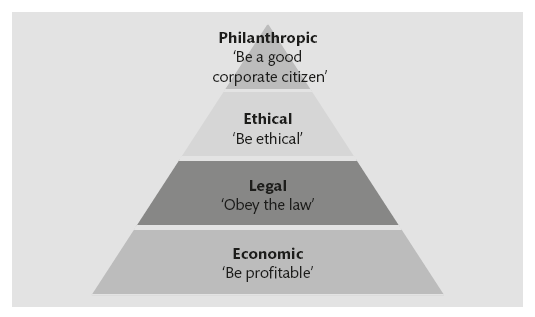 Philanthropic
‘Be a good
corporate citizen’
Ethical
‘Be ethical’
Legal
‘Obey the law’
Economic
‘Be profitable’